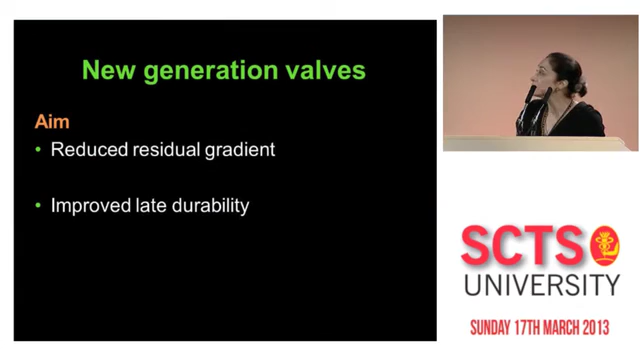 New generation valves
Aim
• Reduced residual gradient
• Improved late durability
SCTS
UNIVERSITY
SUNDAY 17TH MARCH 2013